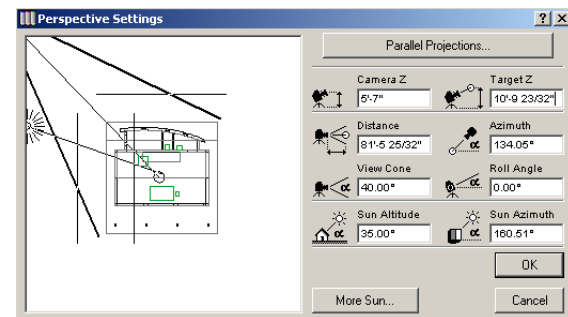 Perspective Settings
Parallel Projections...
Camera Z
Target Z
5'-7"
10'-9 23/32"
Distance
Azimuth
81'-5 25/32"
134.05°
View Cone
Roll Angle
α
40.00°
α
0.00°
Sun Altitude
Sun Azimuth
α
35.00°
α
160.51°
OK
More Sun...
Cancel